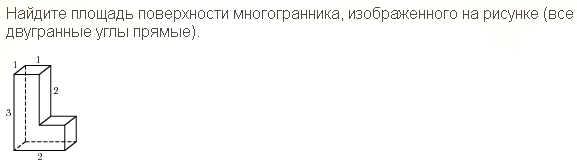 Найдите площадь поверхности многогранника, изображенного на рисунке (все
двугранные углы прямые).
1 1
2
3
2